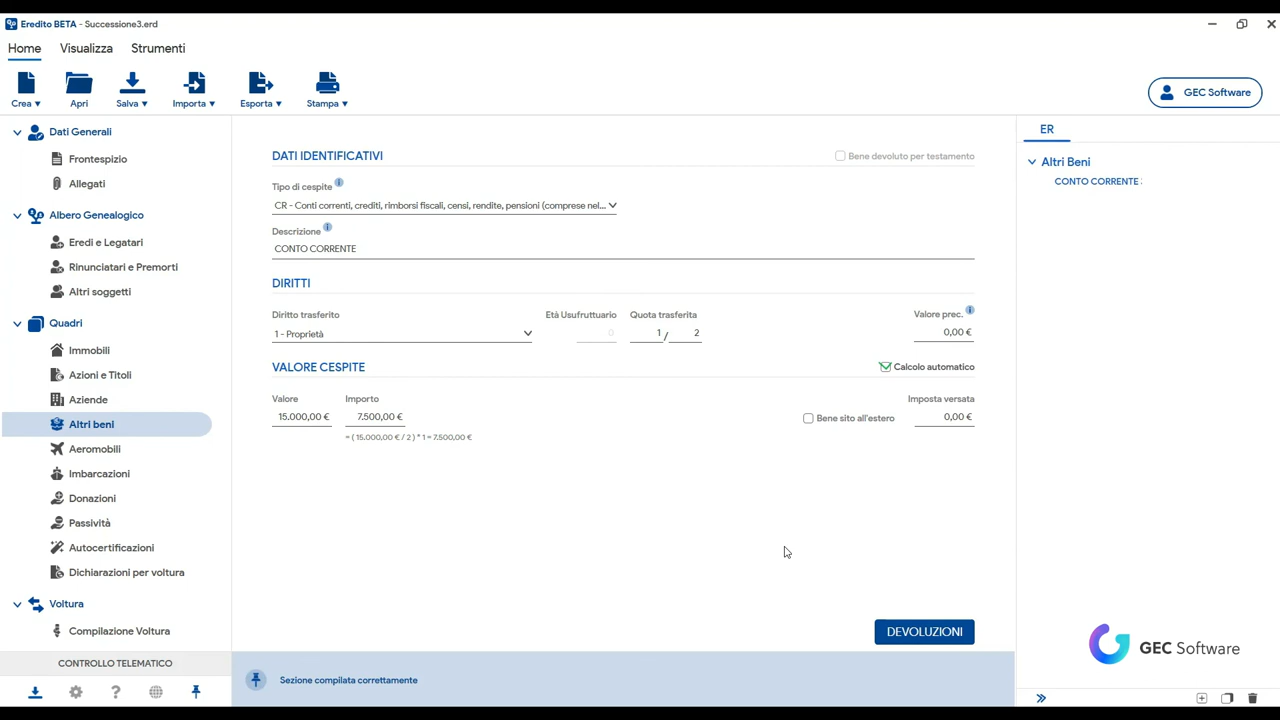 Eredito BETA - Successione3.erd
Home Visualizza Strumenti
Crea Apri Salva Importa Esporta Stampa
GEC Software
Dati Generali
Frontespizio
Allegati
Albero Genealogico
Eredi e Legatari
Rinunciatari e Premorti
Altri soggetti
Quadri
Immobili
Azioni e Titoli
Aziende
Altri beni
Aeromobili
Imbarcazioni
Donazioni
Passività
Autocertificazioni
Dichiarazioni per voltura
Voltura
Compilazione Voltura
CONTROLLO TELEMATICO
?
DATI IDENTIFICATIVI
Bene devoluto per testamento
Tipo di cespite i
CR - Conti correnti, crediti, rimborsi fiscali, censi, rendite, pensioni (comprese nel...
Descrizione i
CONTO CORRENTE
DIRITTI
Diritto trasferito Età Usufruttuario Quota trasferita Valore prec. i
1 - Proprietà 0 1 / 2 0,00 €
VALORE CESPITE
Calcolo automatico
Valore Importo Imposta versata
15.000,00 € 7.500,00 € Bene sito all'estero 0,00 €
= ( 15.000,00 € / 2 ) * 1 = 7.500,00 €
DEVOLUZIONI
Sezione compilata correttamente
ER
Altri Beni
CONTO CORRENTE :
GEC Software